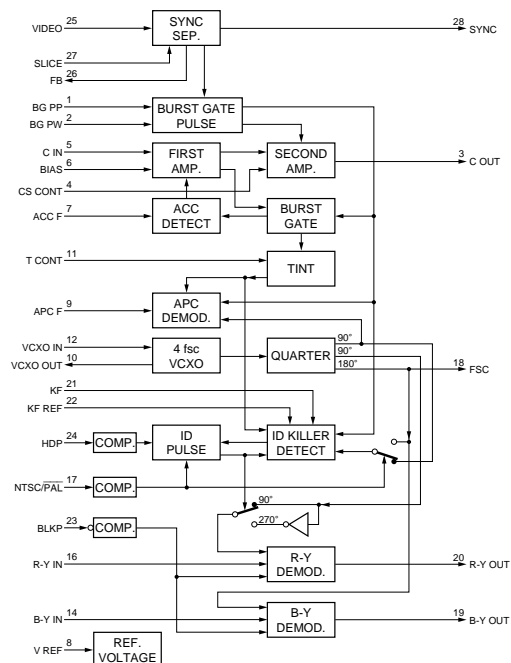 VIDEO 25
SYNC SEP.
28 SYNC
SLICE 27
FB 26
BG PP 1
BG PW 2
BURST GATE PULSE
C IN 5
BIAS 6
FIRST AMP.
SECOND AMP.
3 C OUT
CS CONT 4
ACC F 7
ACC DETECT
BURST GATE
T CONT 11
TINT
APC F 9
APC DEMOD.
VCXO IN 12
VCXO OUT 10
4 fsc VCXO
QUARTER
90°
90°
180°
18 FSC
KF 21
KF REF 22
HDP 24
COMP.
ID PULSE
ID KILLER DETECT
NTSC/PAL 17
COMP.
90°
270°
BLKP 23
COMP.
R-Y IN 16
R-Y DEMOD.
20 R-Y OUT
B-Y IN 14
B-Y DEMOD.
19 B-Y OUT
V REF 8
REF. VOLTAGE